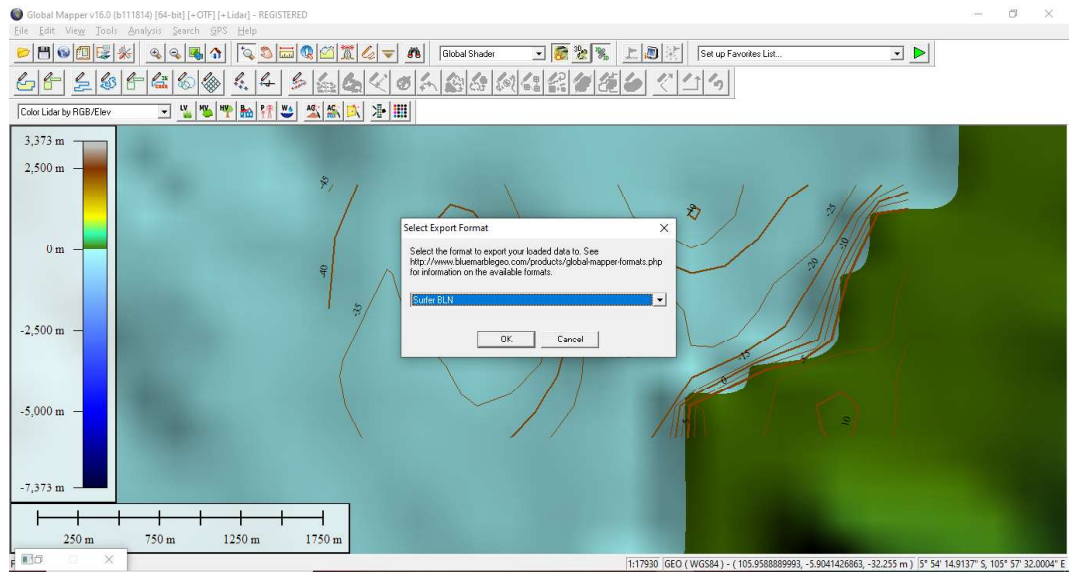 Global Mapper v16.0 (b111814) [64-bit] [+OTF] [+Lidar] - REGISTERED
File Edit View Tools Analysis Search GPS Help
Global Shader
Set up Favorites List...
Color Lidar by RGB/Elev
3,373 m
2,500 m
0 m
-2,500 m
-5,000 m
-7,373 m
-45
-40
-35
-25
-10
-20
-15
0
5
10
Select Export Format
Select the format to export your loaded data to. See
http://www.bluemarblegeo.com/products/global-mapper-formats.php
for information on the available formats.
Surfer BLN
OK
Cancel
250 m 750 m 1250 m 1750 m
1:17930 GEO ( WGS84 ) - ( 105.9588889993, -5.9041426863, -32.255 m ) 5° 54' 14.9137" S, 105° 57' 32.0004" E